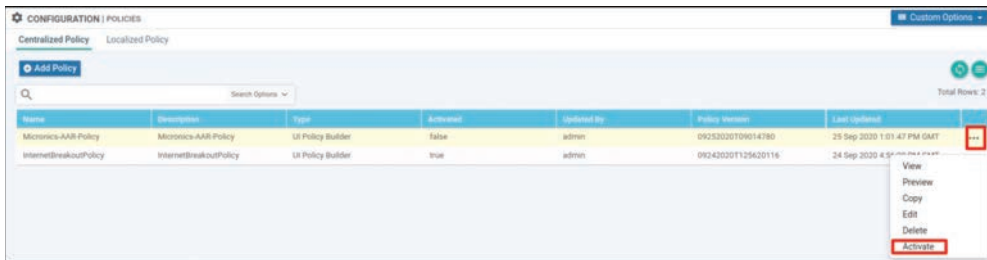 CONFIGURATION | POLICIES
Custom Options
Centralized Policy Localized Policy
Add Policy
Search Options
Total Rows: 2
Name Description Type Activated Updated By Policy Version Last Updated
Micronics-AAR-Policy Micronics-AAR-Policy UI Policy Builder false admin 09252020T09014780 25 Sep 2020 1:01:47 PM GMT ...
InternetBreakoutPolicy InternetBreakoutPolicy UI Policy Builder true admin 09242020T125620116 24 Sep 2020
View
Preview
Copy
Edit
Delete
Activate